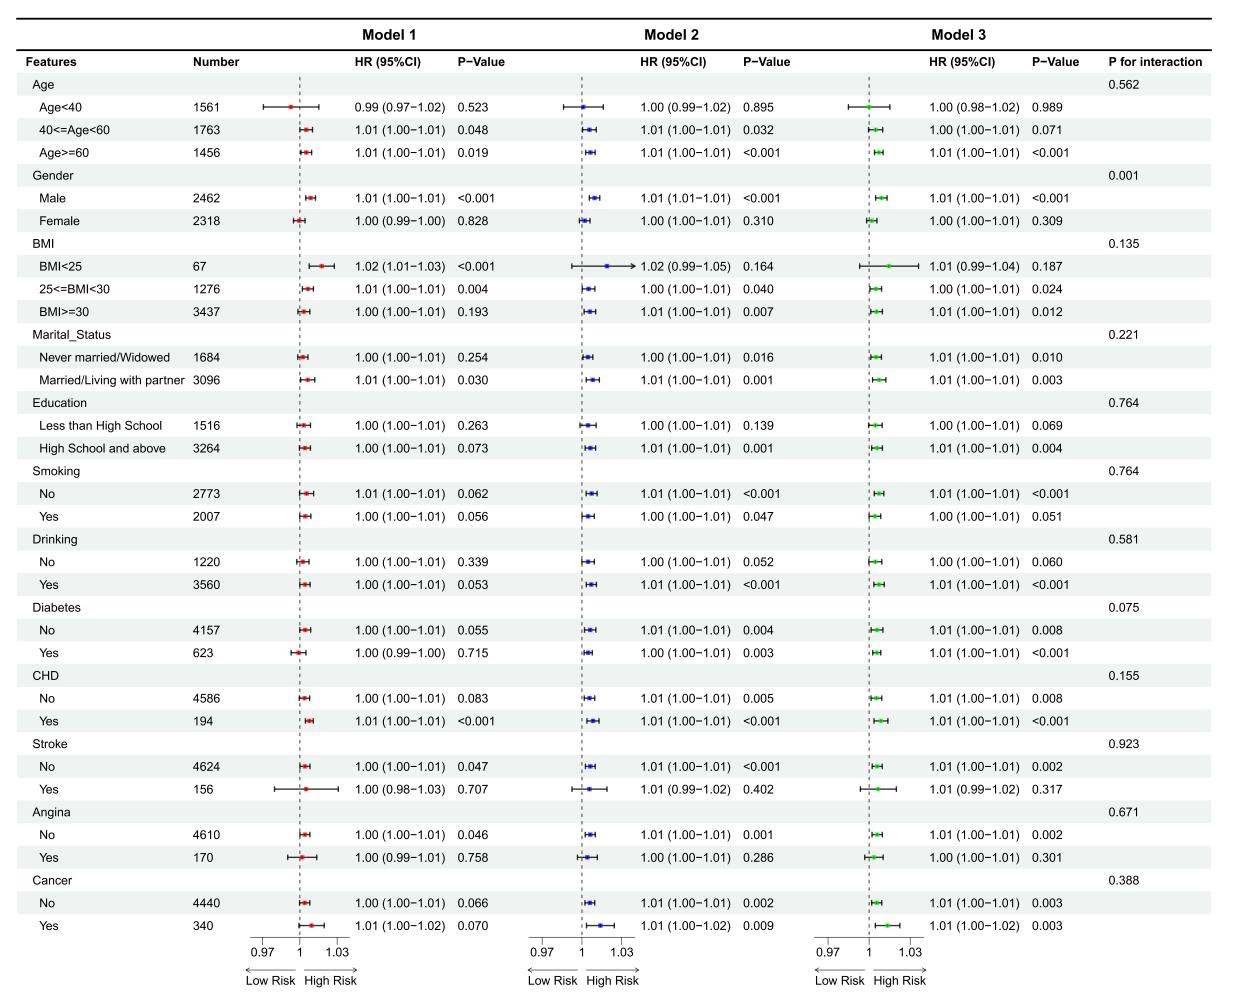 Model 1 Model 2 Model 3
Features Number HR (95%CI) P−Value HR (95%CI) P−Value HR (95%CI) P−Value P for interaction
Age 0.562
Age<40 1561 0.99 (0.97−1.02) 0.523 1.00 (0.99−1.02) 0.895 1.00 (0.98−1.02) 0.989
40<=Age<60 1763 1.01 (1.00−1.01) 0.048 1.01 (1.00−1.01) 0.032 1.00 (1.00−1.01) 0.071
Age>=60 1456 1.01 (1.00−1.01) 0.019 1.01 (1.00−1.01) <0.001 1.01 (1.00−1.01) <0.001
Gender 0.001
Male 2462 1.01 (1.00−1.01) <0.001 1.01 (1.01−1.01) <0.001 1.01 (1.00−1.01) <0.001
Female 2318 1.00 (0.99−1.00) 0.828 1.00 (1.00−1.01) 0.310 1.00 (1.00−1.01) 0.309
BMI 0.135
BMI<25 67 1.02 (1.01−1.03) <0.001 1.02 (0.99−1.05) 0.164 1.01 (0.99−1.04) 0.187
25<=BMI<30 1276 1.01 (1.00−1.01) 0.004 1.00 (1.00−1.01) 0.040 1.00 (1.00−1.01) 0.024
BMI>=30 3437 1.00 (1.00−1.01) 0.193 1.01 (1.00−1.01) 0.007 1.01 (1.00−1.01) 0.012
Marital_Status 0.221
Never married/Widowed 1684 1.00 (1.00−1.01) 0.254 1.00 (1.00−1.01) 0.016 1.01 (1.00−1.01) 0.010
Married/Living with partner 3096 1.01 (1.00−1.01) 0.030 1.01 (1.00−1.01) 0.001 1.01 (1.00−1.01) 0.003
Education 0.764
Less than High School 1516 1.00 (1.00−1.01) 0.263 1.00 (1.00−1.01) 0.139 1.00 (1.00−1.01) 0.069
High School and above 3264 1.00 (1.00−1.01) 0.073 1.01 (1.00−1.01) 0.001 1.01 (1.00−1.01) 0.004
Smoking 0.764
No 2773 1.01 (1.00−1.01) 0.062 1.01 (1.00−1.01) <0.001 1.01 (1.00−1.01) <0.001
Yes 2007 1.00 (1.00−1.01) 0.056 1.00 (1.00−1.01) 0.047 1.00 (1.00−1.01) 0.051
Drinking 0.581
No 1220 1.00 (1.00−1.01) 0.339 1.00 (1.00−1.01) 0.052 1.00 (1.00−1.01) 0.060
Yes 3560 1.00 (1.00−1.01) 0.053 1.01 (1.00−1.01) <0.001 1.01 (1.00−1.01) <0.001
Diabetes 0.075
No 4157 1.00 (1.00−1.01) 0.055 1.01 (1.00−1.01) 0.004 1.01 (1.00−1.01) 0.008
Yes 623 1.00 (0.99−1.00) 0.715 1.00 (1.00−1.01) 0.003 1.01 (1.00−1.01) <0.001
CHD 0.155
No 4586 1.00 (1.00−1.01) 0.083 1.01 (1.00−1.01) 0.005 1.01 (1.00−1.01) 0.008
Yes 194 1.01 (1.00−1.01) <0.001 1.01 (1.00−1.01) <0.001 1.01 (1.00−1.01) <0.001
Stroke 0.923
No 4624 1.00 (1.00−1.01) 0.047 1.01 (1.00−1.01) <0.001 1.01 (1.00−1.01) 0.002
Yes 156 1.00 (0.98−1.03) 0.707 1.01 (0.99−1.02) 0.402 1.01 (0.99−1.02) 0.317
Angina 0.671
No 4610 1.00 (1.00−1.01) 0.046 1.01 (1.00−1.01) 0.001 1.01 (1.00−1.01) 0.002
Yes 170 1.00 (0.99−1.01) 0.758 1.00 (1.00−1.01) 0.286 1.00 (1.00−1.01) 0.301
Cancer 0.388
No 4440 1.00 (1.00−1.01) 0.066 1.01 (1.00−1.01) 0.002 1.01 (1.00−1.01) 0.003
Yes 340 1.01 (1.00−1.02) 0.070 1.01 (1.00−1.02) 0.009 1.01 (1.00−1.02) 0.003
0.97 1 1.03 0.97 1 1.03 0.97 1 1.03
Low Risk High Risk Low Risk High Risk Low Risk High Risk